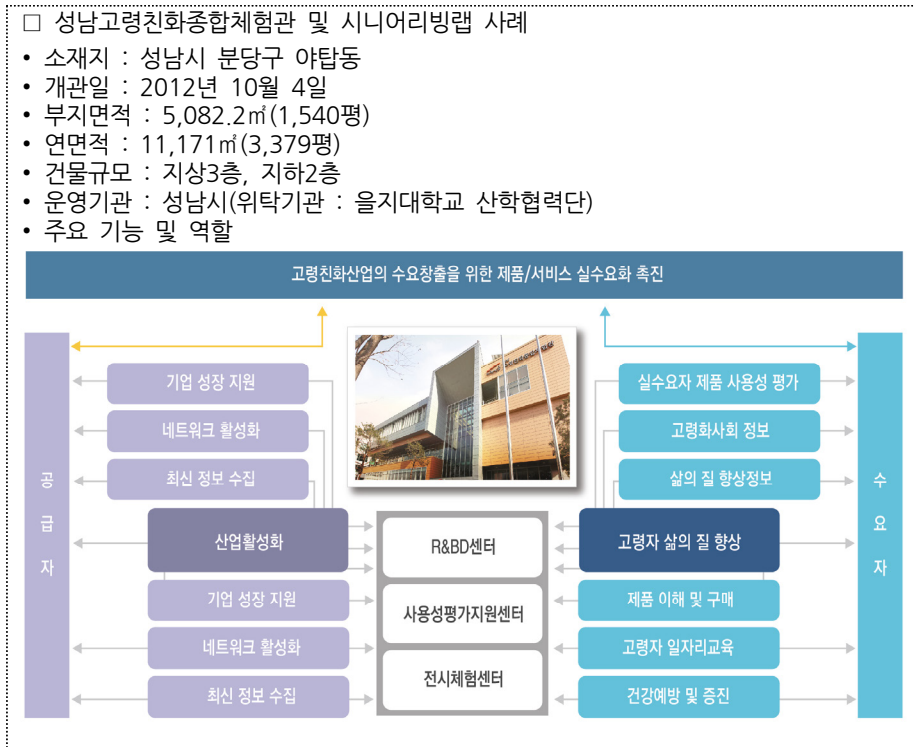 □ 성남고령친화종합체험관 및 시니어리빙랩 사례
• 소재지 : 성남시 분당구 야탑동
• 개관일 : 2012년 10월 4일
• 부지면적 : 5,082.2㎡(1,540평)
• 연면적 : 11,171㎡(3,379평)
• 건물규모 : 지상3층, 지하2층
• 운영기관 : 성남시(위탁기관 : 을지대학교 산학협력단)
• 주요 기능 및 역할
고령친화산업의 수요창출을 위한 제품/서비스 실수요화 촉진
공급자
기업 성장 지원
네트워크 활성화
최신 정보 수집
산업활성화
기업 성장 지원
네트워크 활성화
최신 정보 수집
R&BD센터
사용성평가지원센터
전시체험센터
실수요자 제품 사용성 평가
고령화사회 정보
삶의 질 향상정보
고령자 삶의 질 향상
제품 이해 및 구매
고령자 일자리교육
건강예방 및 증진
수요자